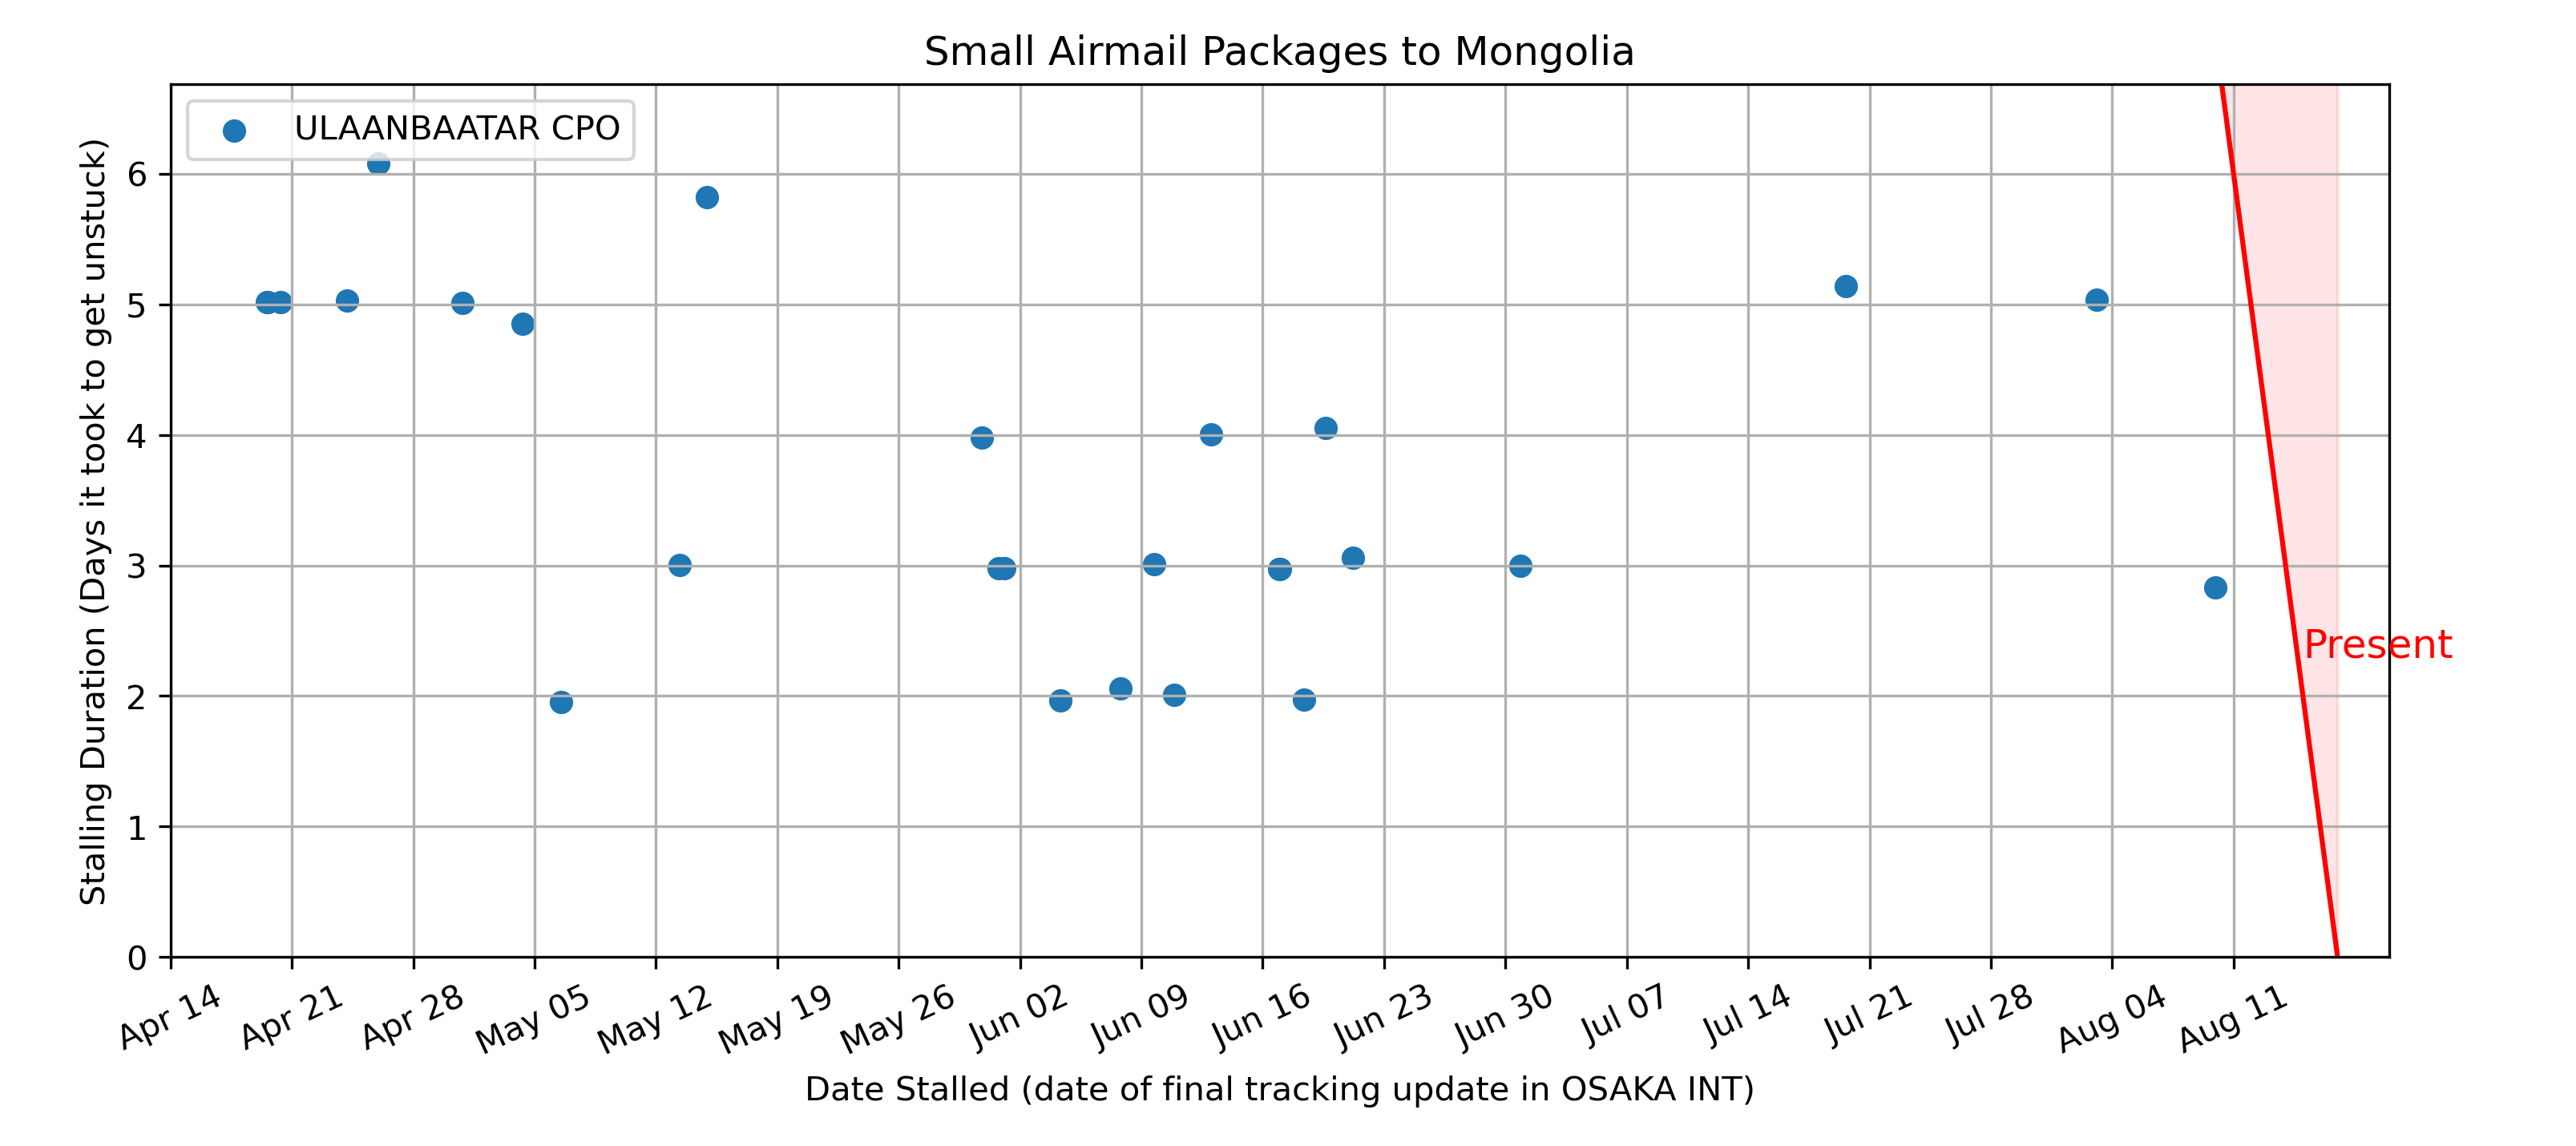 Small Airmail Packages to Mongolia
ULAANBAATAR CPO
Stalling Duration (Days it took to get unstuck)
6
5
4
3
2
1
0
Present
Apr 14
Apr 21
Apr 28
May 05
May 12
May 19
May 26
Jun 02
Jun 09
Jun 16
Jun 23
Jun 30
Jul 07
Jul 14
Jul 21
Jul 28
Aug 04
Aug 11
Date Stalled (date of final tracking update in OSAKA INT)